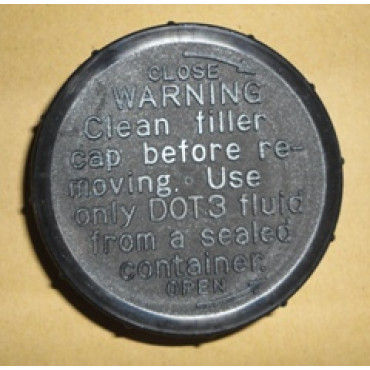 CLOSE
WARNING
Clean filler
cap before re-
moving. Use
only DOT3 fluid
from a sealed
container.
OPEN